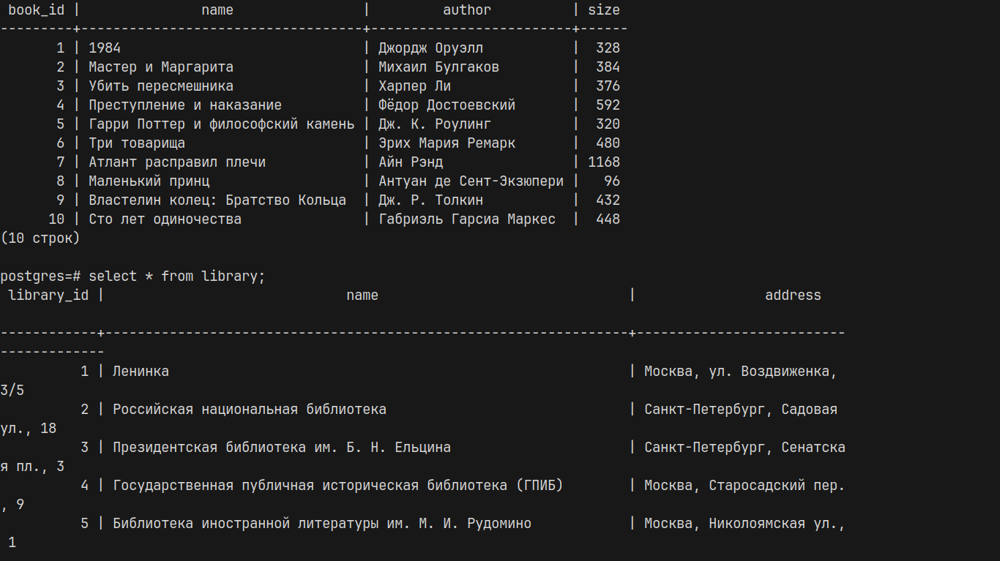 book_id |               name                |         author          | size
---------+-----------------------------------+-------------------------+------
       1 | 1984                              | Джордж Оруэлл           |  328
       2 | Мастер и Маргарита                | Михаил Булгаков         |  384
       3 | Убить пересмешника                | Харпер Ли               |  376
       4 | Преступление и наказание          | Фёдор Достоевский       |  592
       5 | Гарри Поттер и философский камень | Дж. К. Роулинг          |  320
       6 | Три товарища                      | Эрих Мария Ремарк       |  480
       7 | Атлант расправил плечи            | Айн Рэнд                | 1168
       8 | Маленький принц                   | Антуан де Сент-Экзюпери |   96
       9 | Властелин колец: Братство Кольца  | Дж. Р. Толкин           |  432
      10 | Сто лет одиночества               | Габриэль Гарсиа Маркес  |  448
(10 строк)

postgres=# select * from library;
 library_id |                              name                               |                address

------------+-----------------------------------------------------------------+--------------------------
-------------
          1 | Ленинка                                                         | Москва, ул. Воздвиженка,
3/5
          2 | Российская национальная библиотека                              | Санкт-Петербург, Садовая
ул., 18
          3 | Президентская библиотека им. Б. Н. Ельцина                      | Санкт-Петербург, Сенатска
я пл., 3
          4 | Государственная публичная историческая библиотека (ГПИБ)        | Москва, Старосадский пер.
, 9
          5 | Библиотека иностранной литературы им. М. И. Рудомино            | Москва, Николоямская ул.,
 1